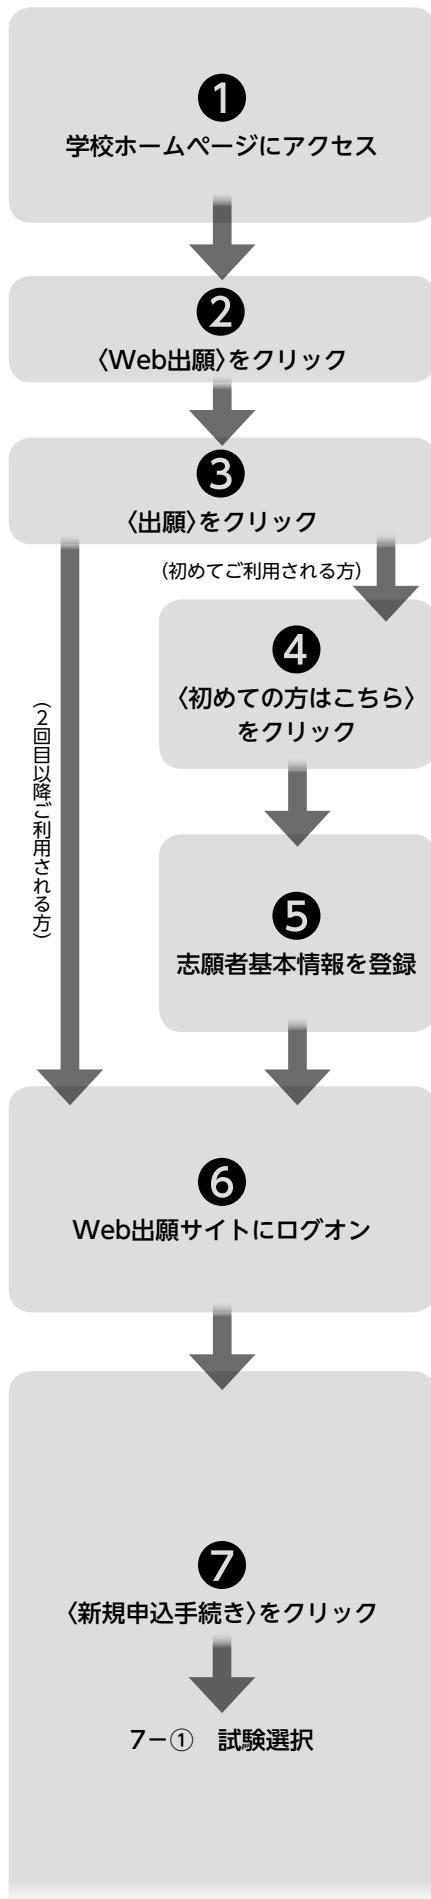 ❶
学校ホームページにアクセス
❷
〈Web出願〉をクリック
❸
〈出願〉をクリック
（初めてご利用される方）
❹
〈初めての方はこちら〉
をクリック
（2回目以降ご利用される方）
❺
志願者基本情報を登録
❻
Web出願サイトにログオン
❼
〈新規申込手続き〉をクリック
7－①　試験選択